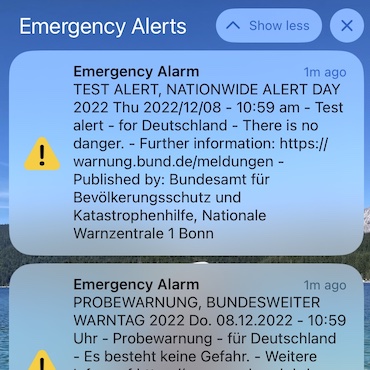 Emergency Alerts
Show less
Emergency Alarm
1m ago
TEST ALERT, NATIONWIDE ALERT DAY
2022 Thu 2022/12/08 - 10:59 am - Test
alert - for Deutschland - There is no
danger. - Further information: https://
warnung.bund.de/meldungen -
Published by: Bundesamt für
Bevölkerungsschutz und
Katastrophenhilfe, Nationale
Warnzentrale 1 Bonn
Emergency Alarm
1m ago
PROBEWARNUNG, BUNDESWEITER
WARNTAG 2022 Do. 08.12.2022 - 10:59
Uhr - Probewarnung - für Deutschland
- Es besteht keine Gefahr. - Weitere